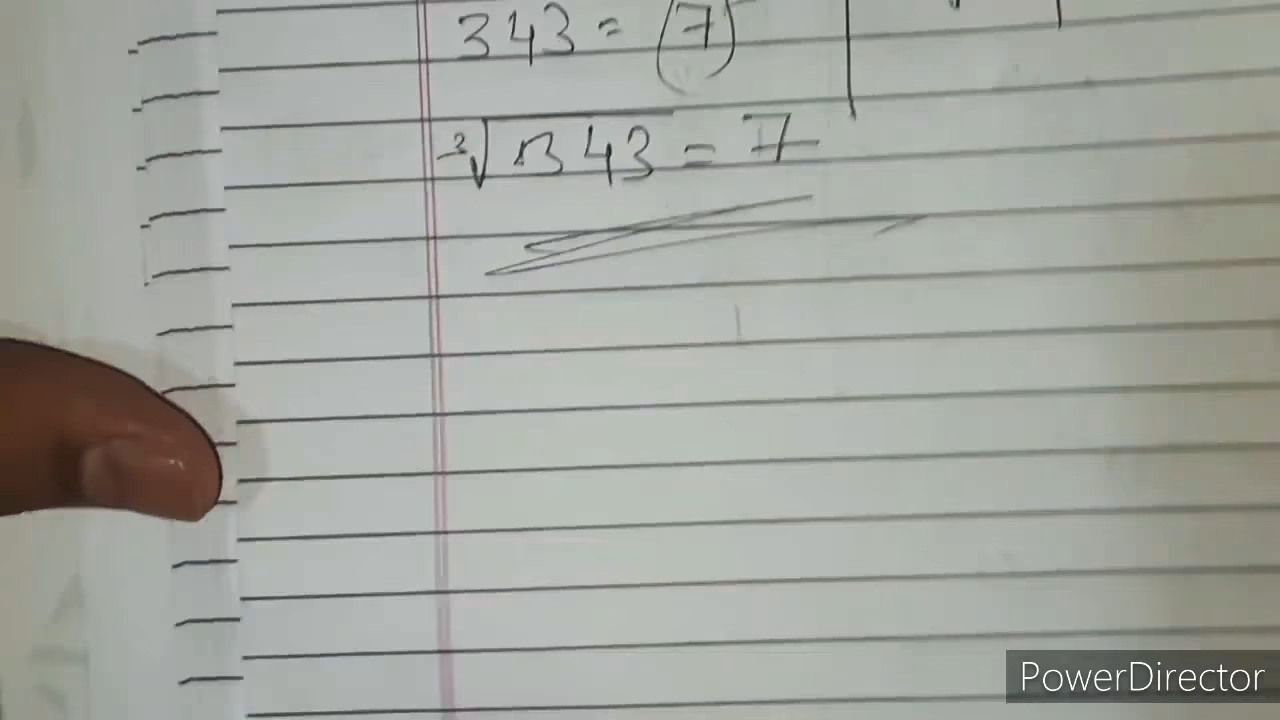 343 = (7)
³√343 = 7
PowerDirector